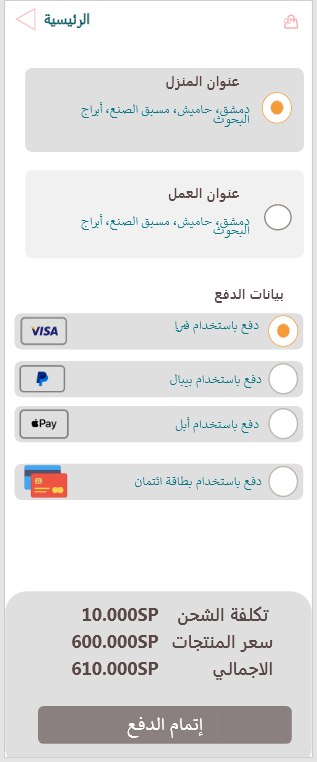 الرئيسية
عنوان المنزل
دمشق، حاميش، مسبق الصنع، أبراج
البحوث
عنوان العمل
دمشق، حاميش، مسبق الصنع، أبراج
البحوث
بيانات الدفع
دفع باستخدام فيزا
VISA
دفع باستخدام بيبال
دفع باستخدام أبل
Pay
دفع باستخدام بطاقة ائتمان
تكلفة الشحن 10.000SP
سعر المنتجات 600.000SP
الاجمالي 610.000SP
إتمام الدفع